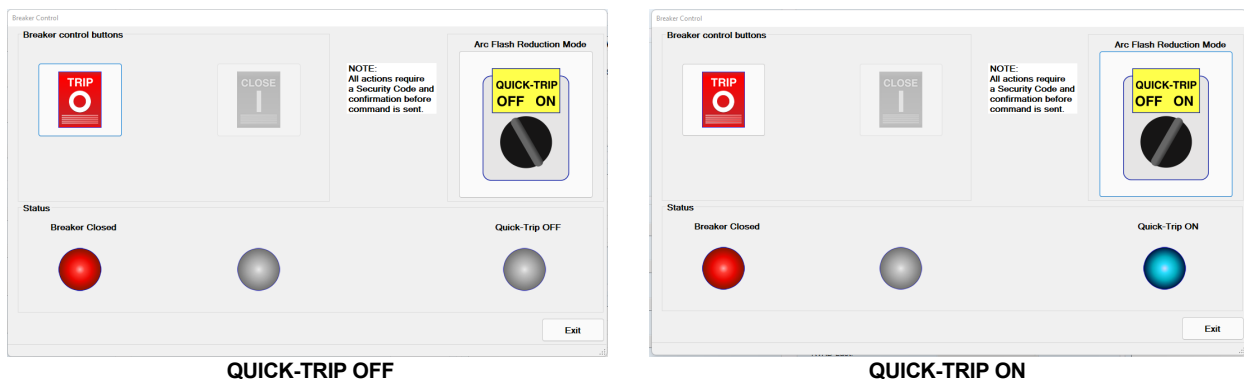 Breaker Control
Breaker control buttons
TRIP
CLOSE
NOTE:
All actions require
a Security Code and
confirmation before
command is sent.
Arc Flash Reduction Mode
QUICK-TRIP
OFF ON
Status
Breaker Closed
Quick-Trip OFF
Exit
QUICK-TRIP OFF
Breaker Control
Breaker control buttons
TRIP
CLOSE
NOTE:
All actions require
a Security Code and
confirmation before
command is sent.
Arc Flash Reduction Mode
QUICK-TRIP
OFF ON
Status
Breaker Closed
Quick-Trip ON
Exit
QUICK-TRIP ON